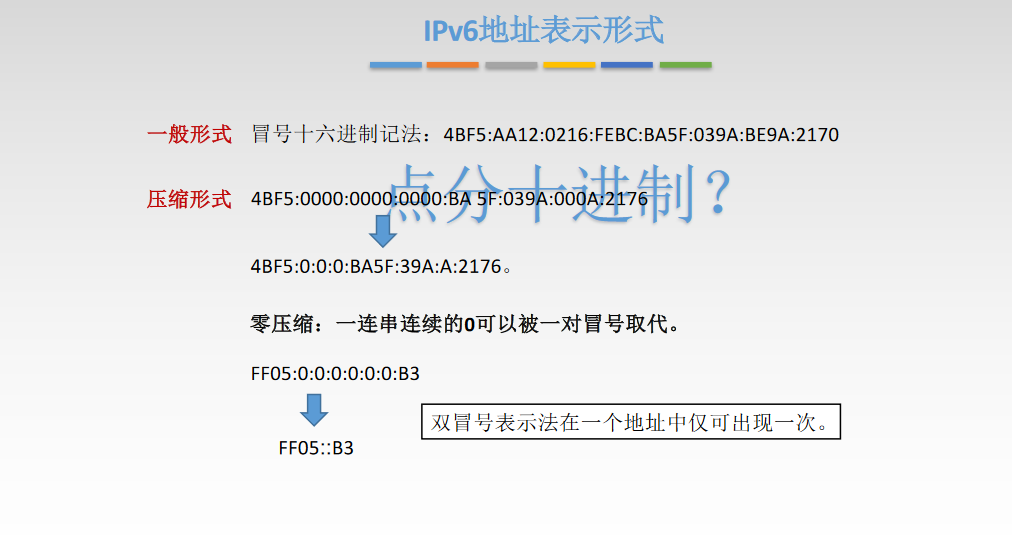 IPv6地址表示形式
一般形式 冒号十六进制记法：4BF5:AA12:0216:FEBC:BA5F:039A:BE9A:2170
点分十进制？
压缩形式 4BF5:0000:0000:0000:BA 5F:039A:000A:2176
4BF5:0:0:0:BA5F:39A:A:2176。
零压缩：一连串连续的0可以被一对冒号取代。
FF05:0:0:0:0:0:0:B3
双冒号表示法在一个地址中仅可出现一次。
FF05::B3